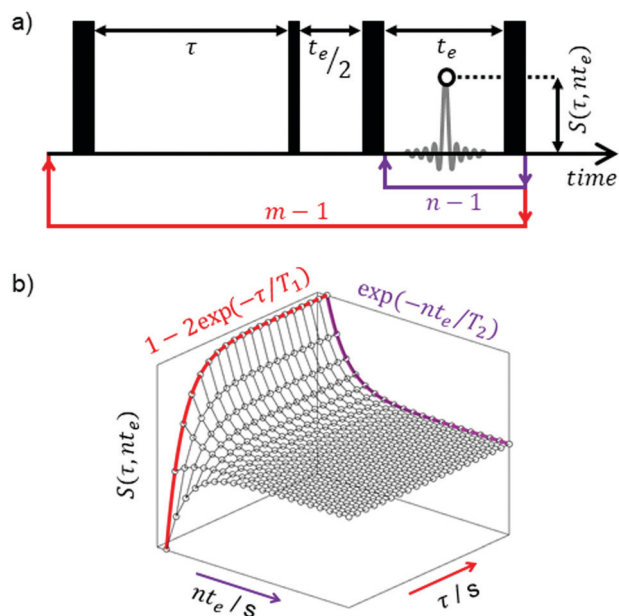 a)
τ
t_e/2
t_e
S(τ, nt_e)
time
n − 1
m − 1
b)
1 − 2exp(−τ/T_1)
exp(−nt_e/T_2)
S(τ, nt_e)
nt_e / s
τ / s